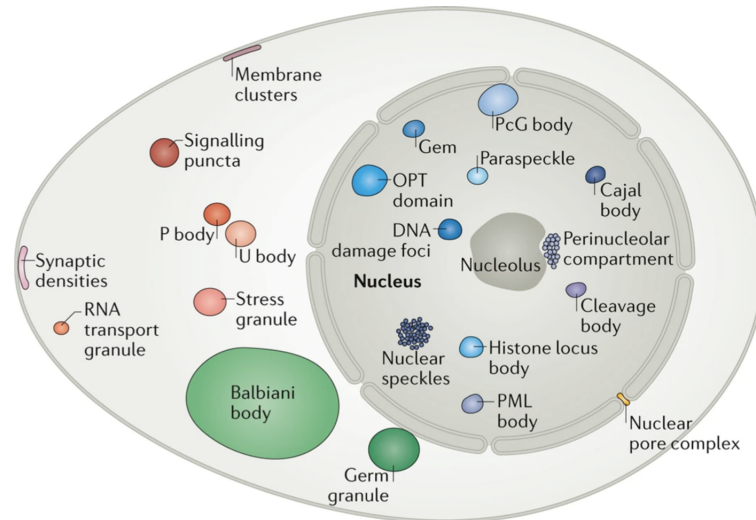 Membrane
clusters
Signalling
puncta
P body
U body
Synaptic
densities
RNA
transport
granule
Stress
granule
Balbiani
body
Germ
granule
PcG body
Gem
Paraspeckle
OPT
domain
Cajal
body
DNA
damage foci
Nucleolus
Perinucleolar
compartment
Nucleus
Cleavage
body
Nuclear
speckles
Histone locus
body
PML
body
Nuclear
pore complex